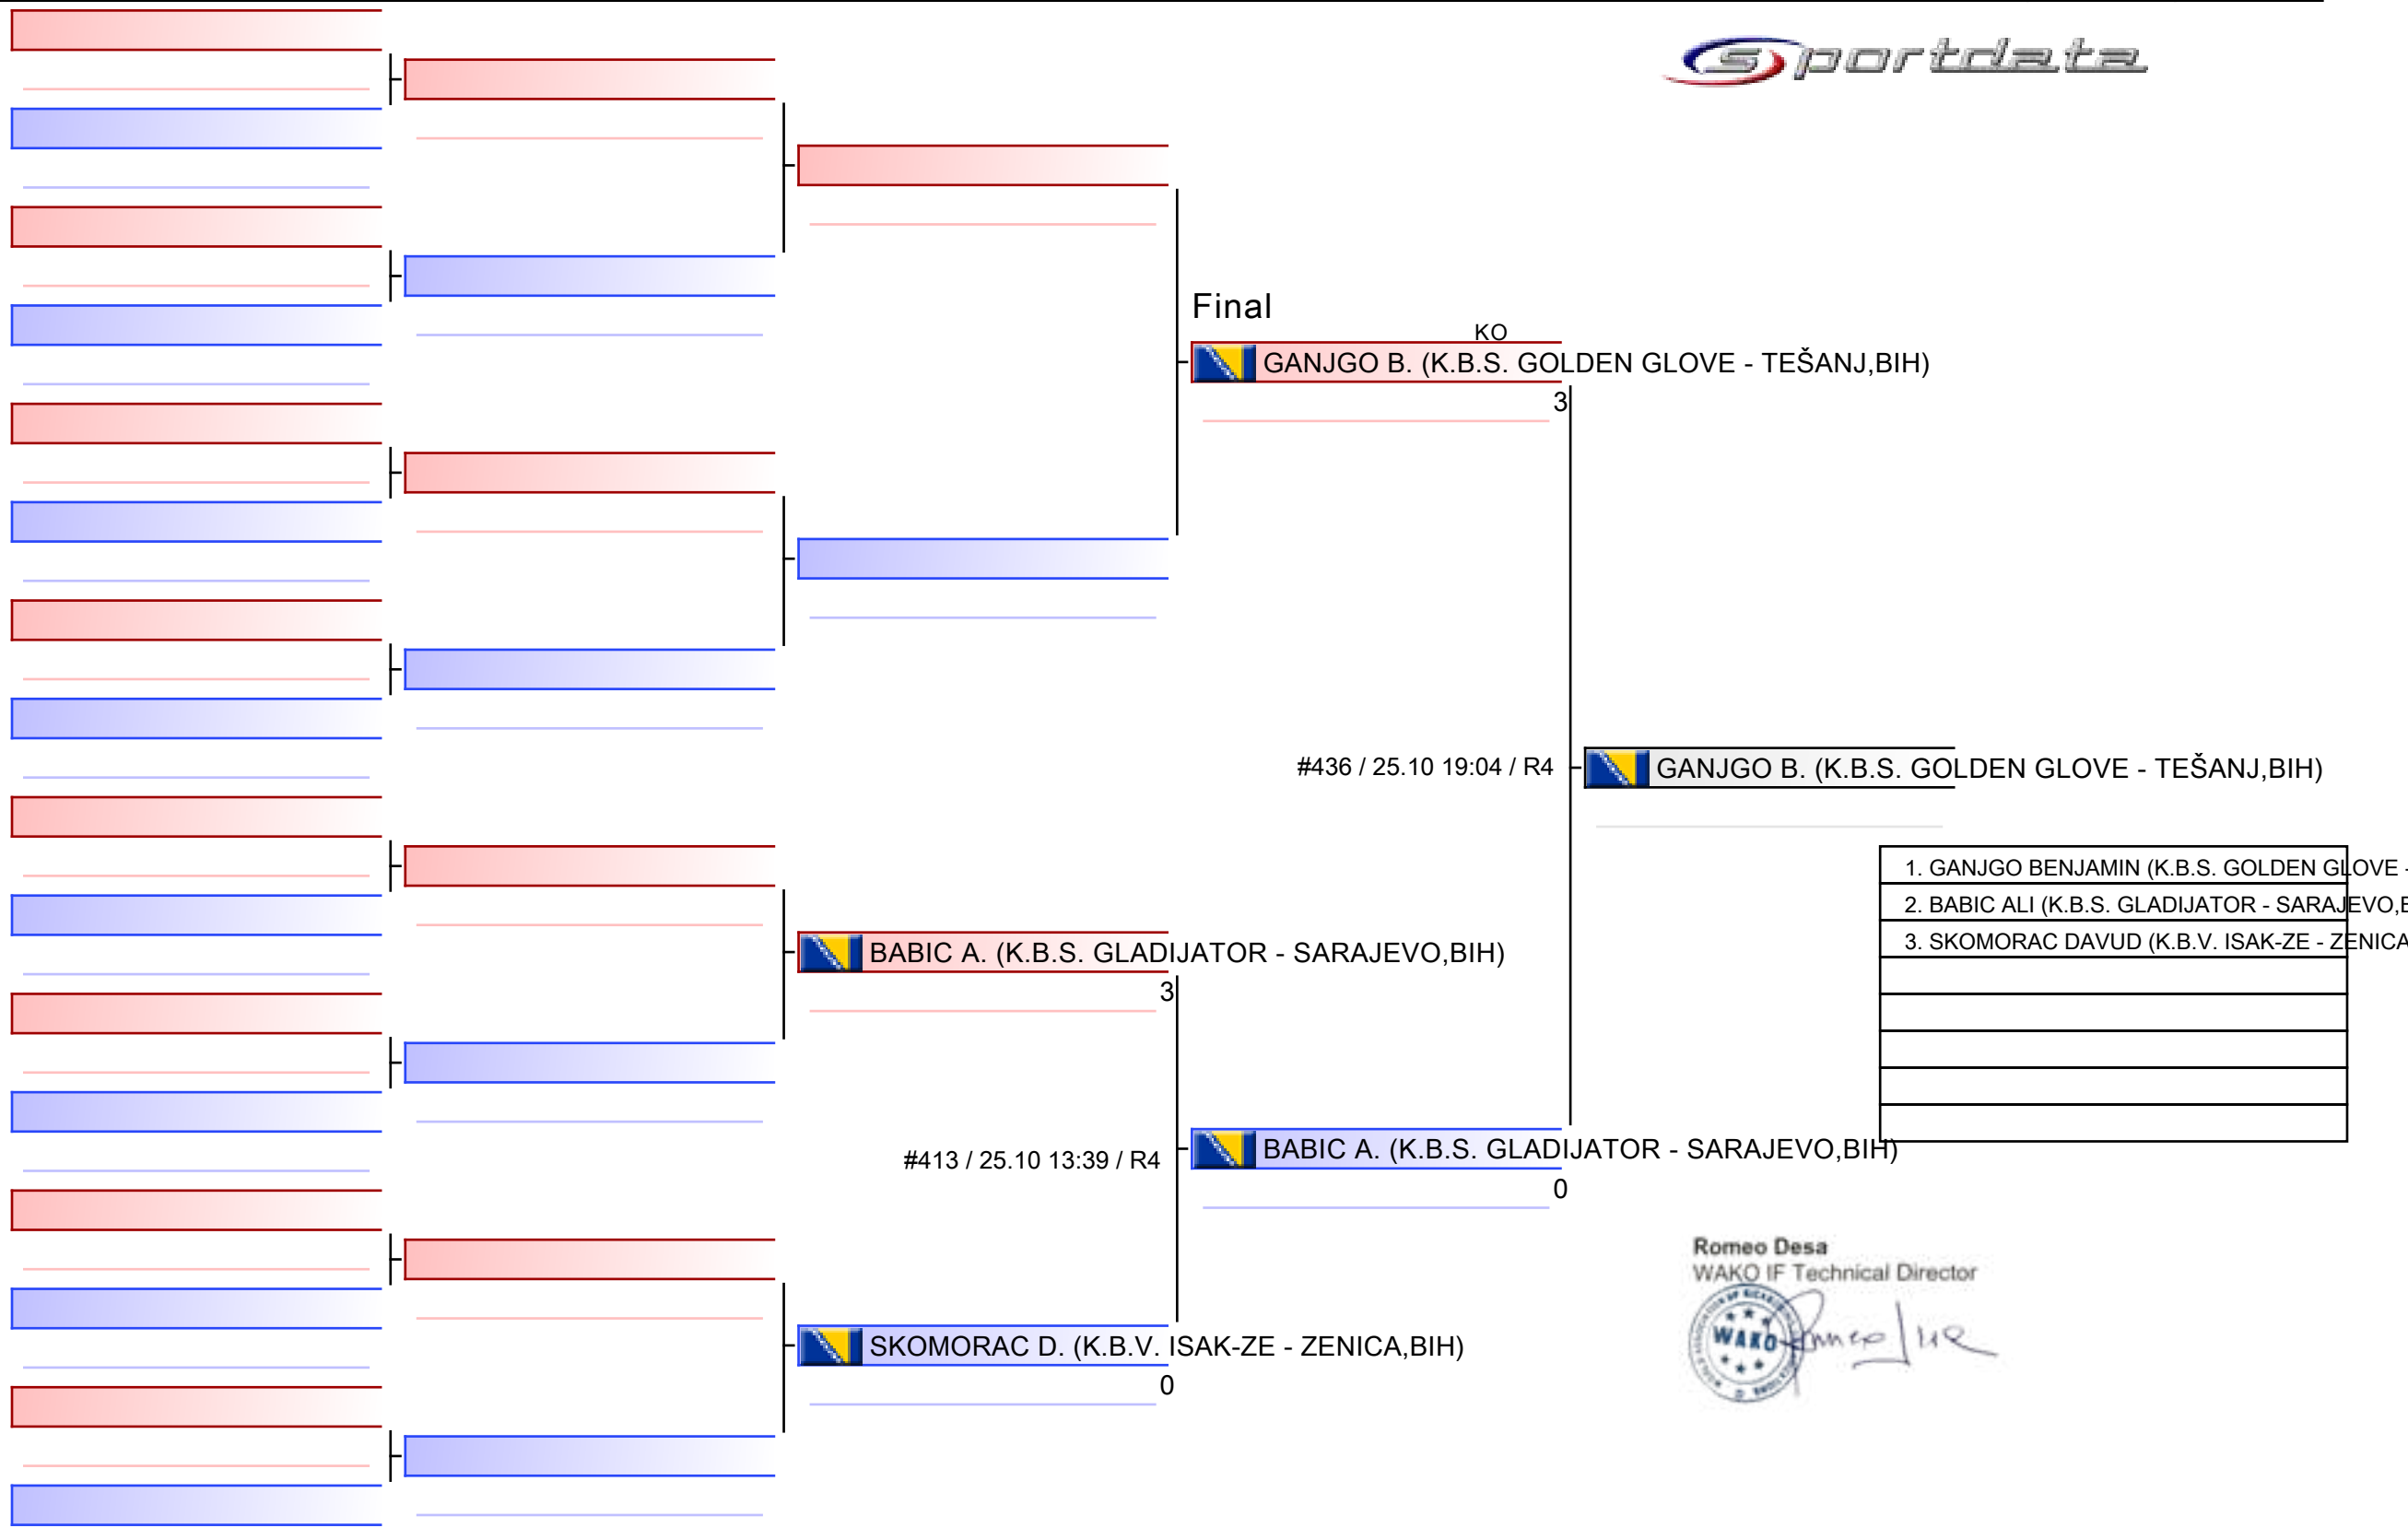 sportdata
Final
KO
GANJGO B. (K.B.S. GOLDEN GLOVE - TEŠANJ,BIH)
3
#436 / 25.10 19:04 / R4
GANJGO B. (K.B.S. GOLDEN GLOVE - TEŠANJ,BIH)
1. GANJGO BENJAMIN (K.B.S. GOLDEN GLOVE -
2. BABIC ALI (K.B.S. GLADIJATOR - SARAJEVO,B
3. SKOMORAC DAVUD (K.B.V. ISAK-ZE - ZENICA
BABIC A. (K.B.S. GLADIJATOR - SARAJEVO,BIH)
3
#413 / 25.10 13:39 / R4
BABIC A. (K.B.S. GLADIJATOR - SARAJEVO,BIH)
0
SKOMORAC D. (K.B.V. ISAK-ZE - ZENICA,BIH)
0
Romeo Desa
WAKO IF Technical Director
WAKO